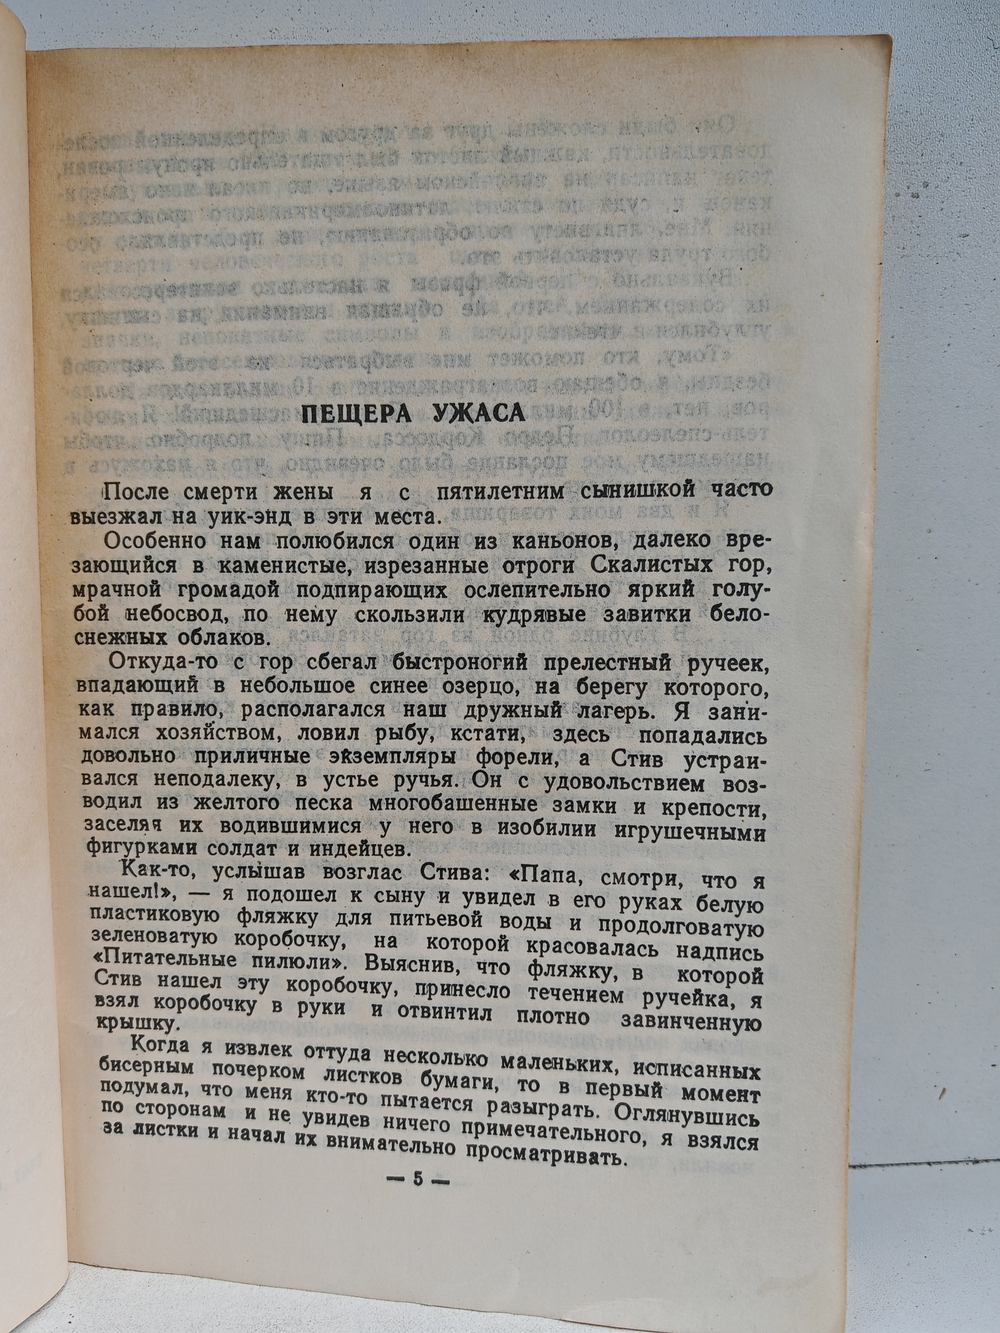 ПЕЩЕРА УЖАСА
После смерти жены я с пятилетним сынишкой часто
выезжал на уик-энд в эти места.
Особенно нам полюбился один из каньонов, далеко вре-
зающийся в каменистые, изрезанные отроги Скалистых гор,
мрачной громадой подпирающих ослепительно яркий голу-
бой небосвод, по нему скользили кудрявые завитки бело-
снежных облаков.
Откуда-то с гор сбегал быстроногий прелестный ручеек,
впадающий в небольшое синее озерцо, на берегу которого,
как правило, располагался наш дружный лагерь. Я зани-
мался хозяйством, ловил рыбу, кстати, здесь попадались
довольно приличные экземпляры форели, а Стив устраи-
вался неподалеку, в устье ручья. Он с удовольствием воз-
водил из желтого песка многобашенные замки и крепости,
заселяя их водившимися у него в изобилии игрушечными
фигурками солдат и индейцев.
Как-то, услышав возглас Стива: «Папа, смотри, что я
нашел!», — я подошел к сыну и увидел в его руках белую
пластиковую фляжку для питьевой воды и продолговатую
зеленоватую коробочку, на которой красовалась надпись
«Питательные пилюли». Выяснив, что фляжку, в которой
Стив нашел эту коробочку, принесло течением ручейка, я
взял коробочку в руки и отвинтил плотно завинченную
крышку.
Когда я извлек оттуда несколько маленьких, исписанных
бисерным почерком листков бумаги, то в первый момент
подумал, что меня кто-то пытается разыграть. Оглянувшись
по сторонам и не увидев ничего примечательного, я взялся
за листки и начал их внимательно просматривать.
— 5 —